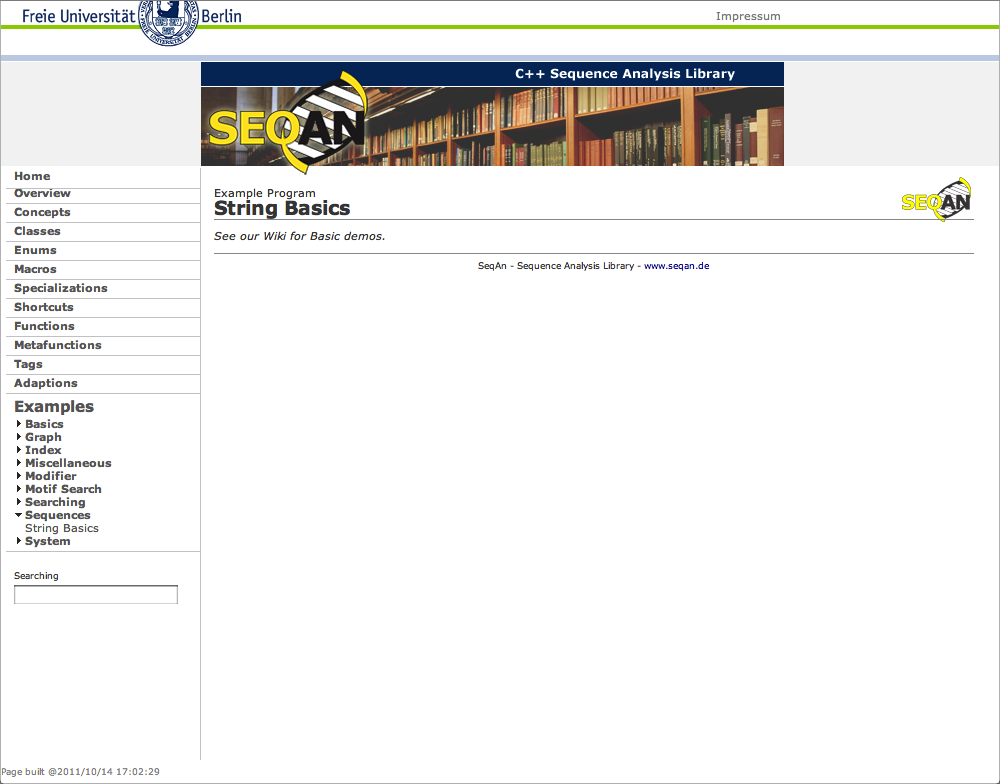 Freie Universität Berlin
Impressum
C++ Sequence Analysis Library
SEQAN
Home
Overview
Concepts
Classes
Enums
Macros
Specializations
Shortcuts
Functions
Metafunctions
Tags
Adaptions
Examples
Basics
Graph
Index
Miscellaneous
Modifier
Motif Search
Searching
Sequences
String Basics
System
Searching
Example Program
String Basics
SEQAN
See our Wiki for Basic demos.
SeqAn - Sequence Analysis Library - www.seqan.de
Page built @2011/10/14 17:02:29